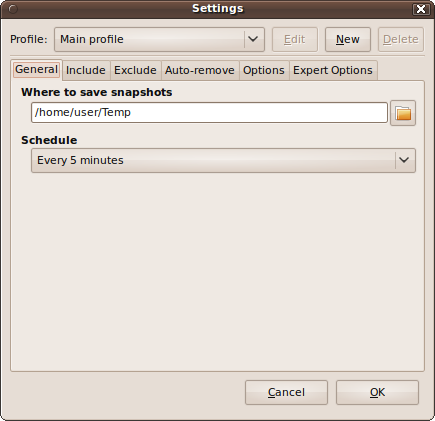 Settings
Profile: Main profile Edit New Delete
General Include Exclude Auto-remove Options Expert Options
Where to save snapshots
/home/user/Temp
Schedule
Every 5 minutes
Cancel OK